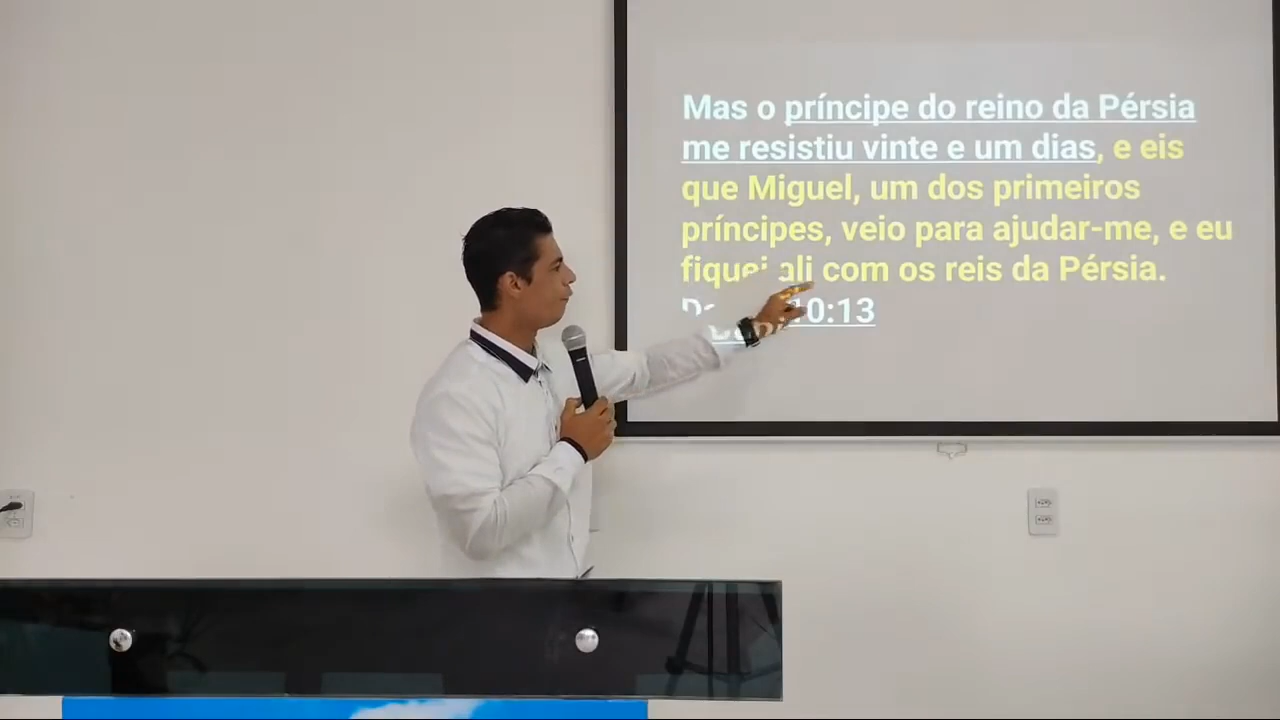 Mas o príncipe do reino da Pérsia
me resistiu vinte e um dias, e eis
que Miguel, um dos primeiros
príncipes, veio para ajudar-me, e eu
fiquei ali com os reis da Pérsia.
10:13